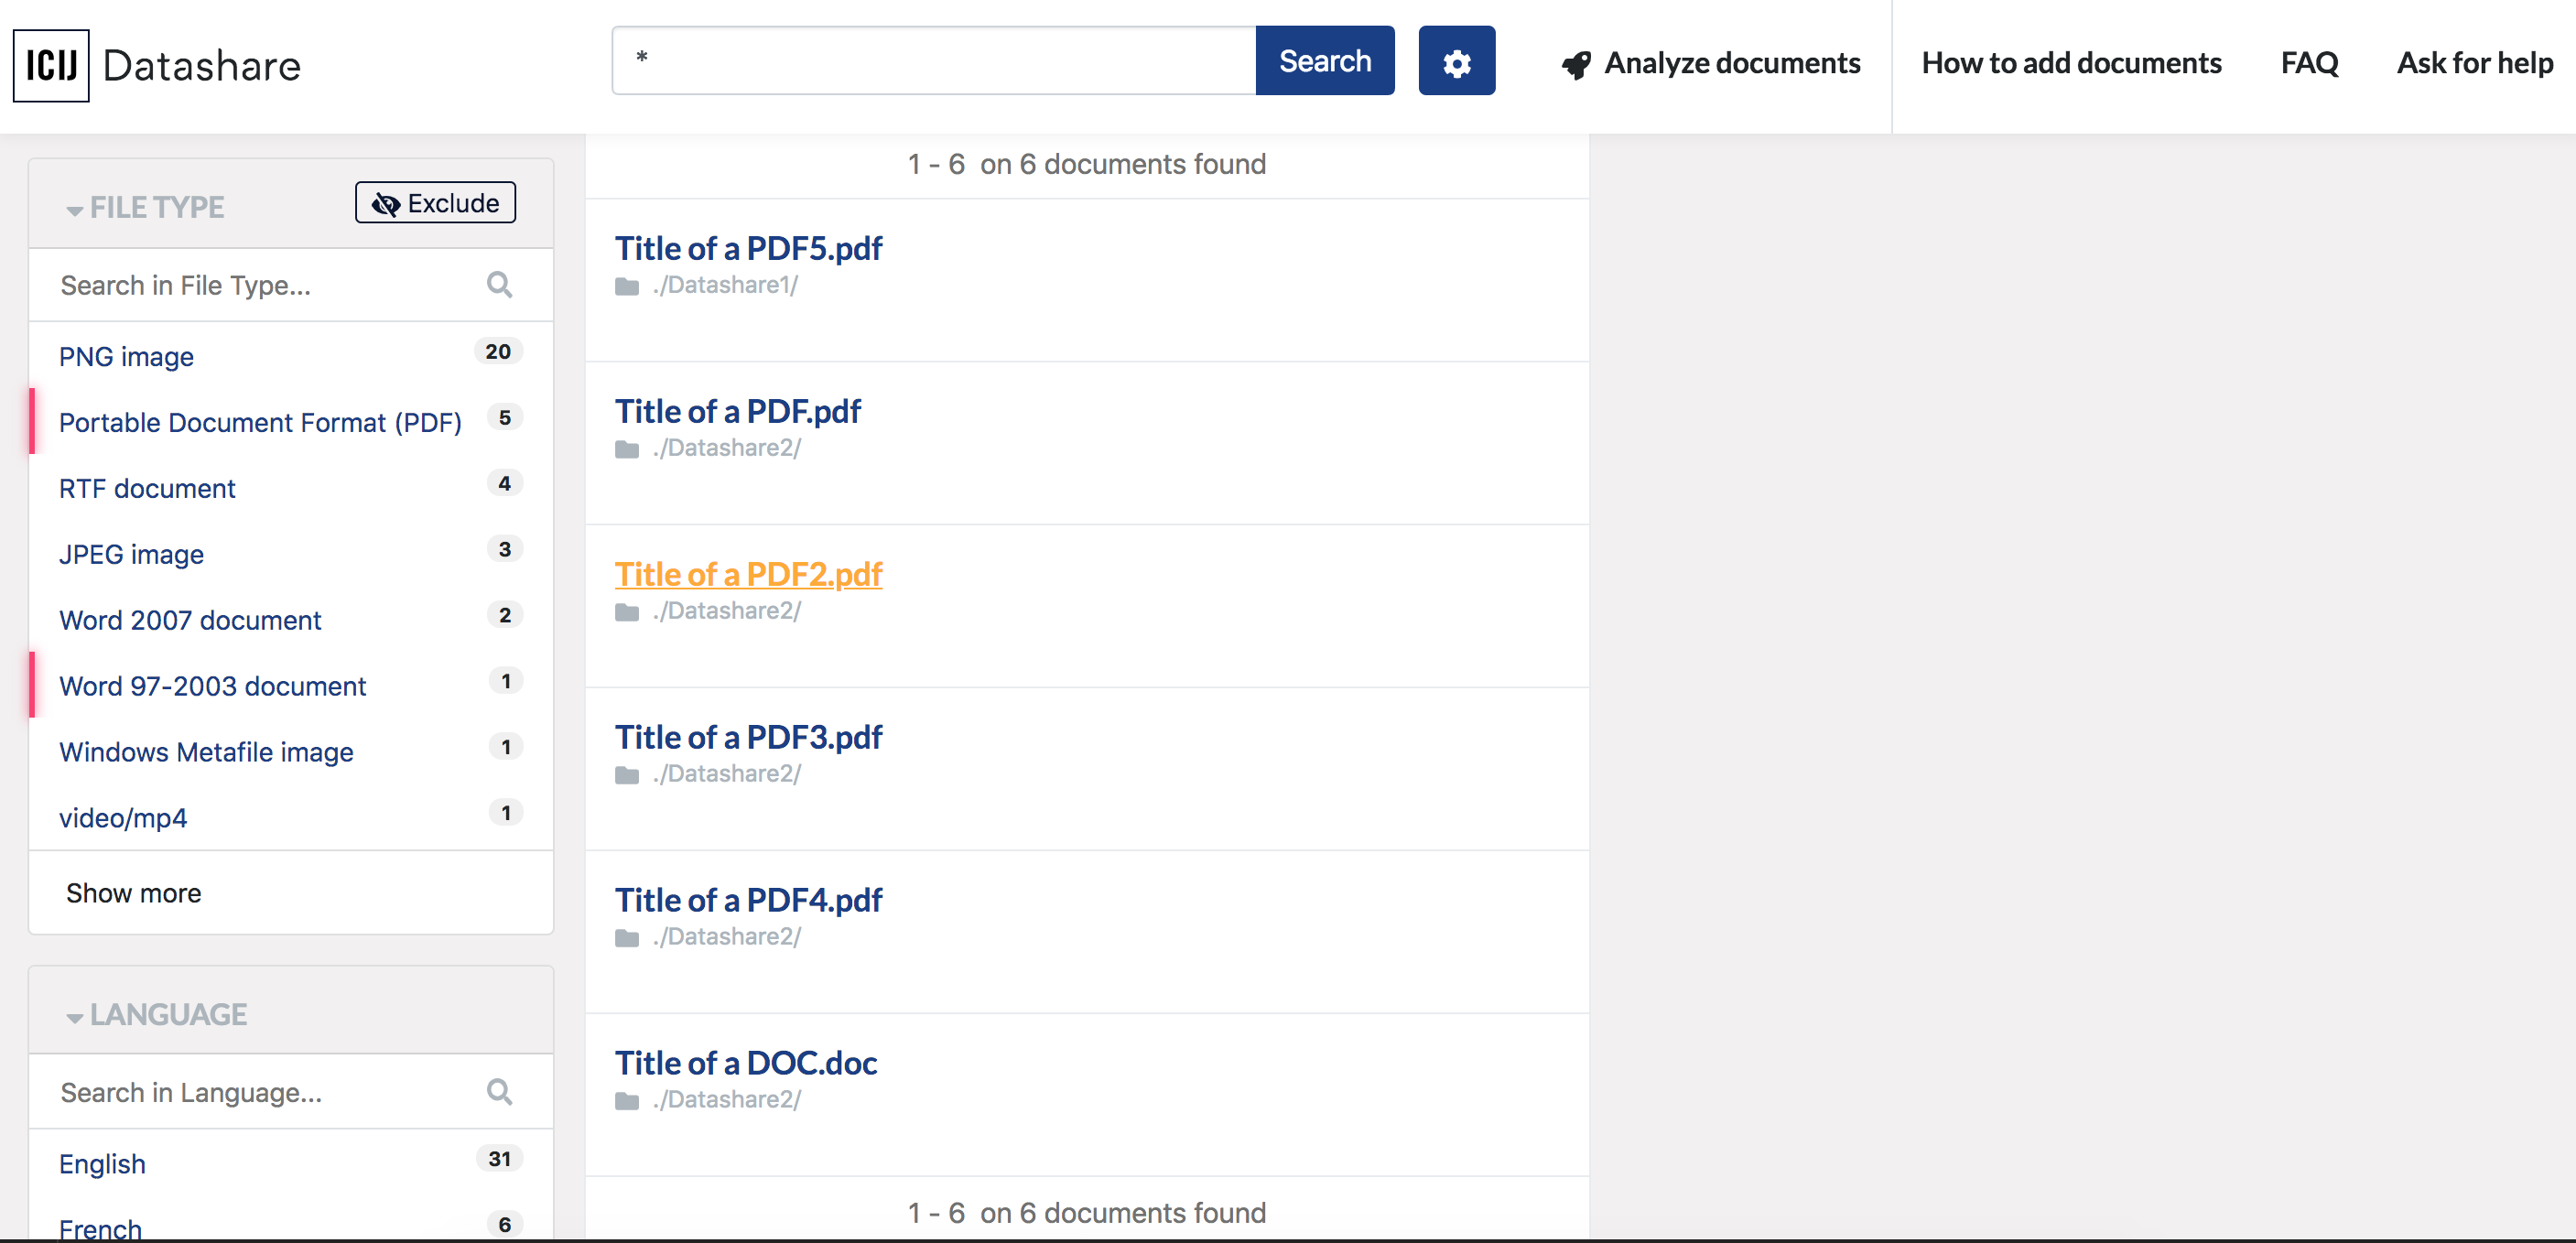 ICIJ Datashare
*
Search
Analyze documents
How to add documents
FAQ
Ask for help
FILE TYPE
Exclude
Search in File Type...
PNG image 20
Portable Document Format (PDF) 5
RTF document 4
JPEG image 3
Word 2007 document 2
Word 97-2003 document 1
Windows Metafile image 1
video/mp4 1
Show more
LANGUAGE
Search in Language...
English 31
French 6
1 - 6 on 6 documents found
Title of a PDF5.pdf
./Datashare1/
Title of a PDF.pdf
./Datashare2/
Title of a PDF2.pdf
./Datashare2/
Title of a PDF3.pdf
./Datashare2/
Title of a PDF4.pdf
./Datashare2/
Title of a DOC.doc
./Datashare2/
1 - 6 on 6 documents found